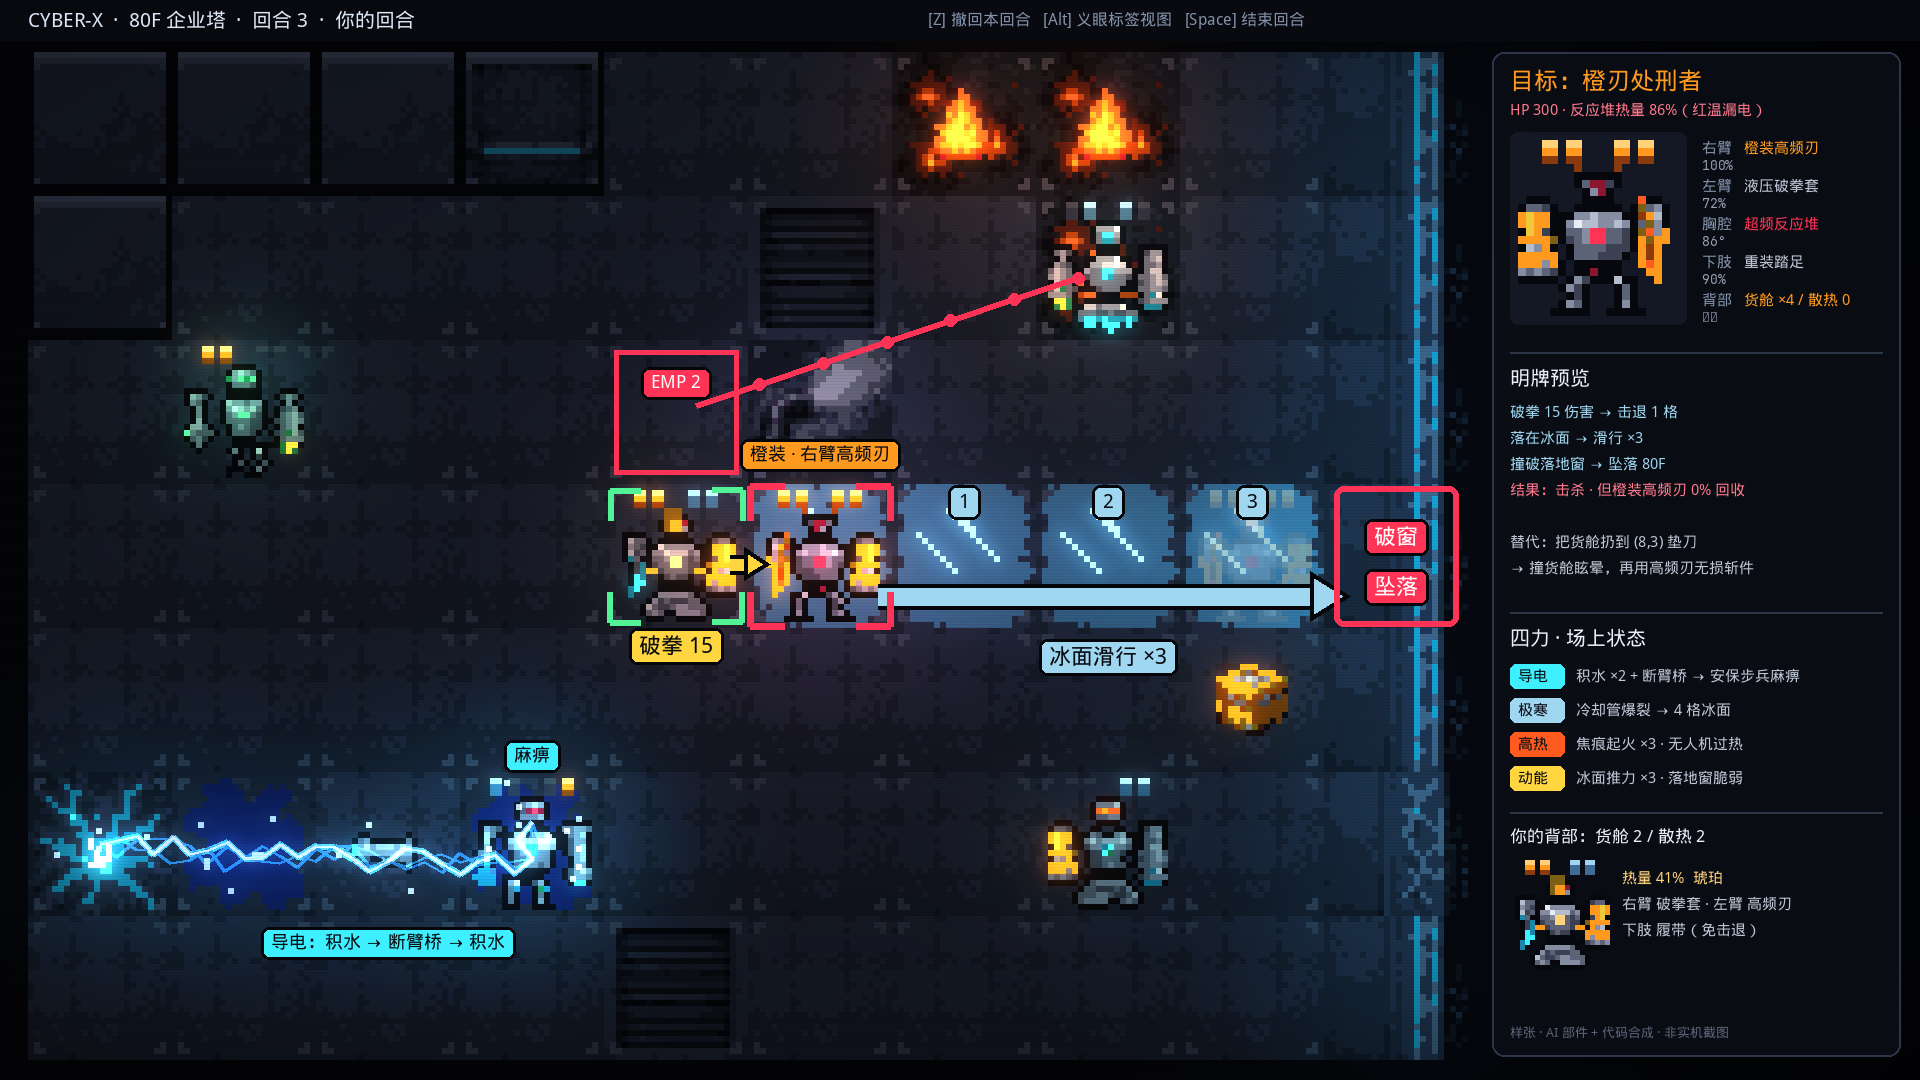 CYBER-X · 80F 企业塔 · 回合 3 · 你的回合
[Z] 撤回本回合 [Alt] 义眼标签视图 [Space] 结束回合
EMP 2
橙装 · 右臂高频刃
1
2
3
破窗
坠落
破拳 15
冰面滑行 ×3
麻痹
导电: 积水 → 断臂桥 → 积水
目标: 橙刃处刑者
HP 300 · 反应堆热量 86% ( 红温漏电 )
右臂 橙装高频刃
100%
左臂 液压破拳套
72%
胸腔 超频反应堆
86°
下肢 重装踏足
90%
背部 货舱 ×4 / 散热 0
明牌预览
破拳 15 伤害 → 击退 1 格
落在冰面 → 滑行 ×3
撞破落地窗 → 坠落 80F
结果: 击杀 · 但橙装高频刃 0% 回收
替代: 把货舱扔到 (8,3) 垫刀
→ 撞货舱眩晕，再用高频刃无损斩件
四力 · 场上状态
导电 积水 ×2 + 断臂桥 → 安保步兵麻痹
极寒 冷却管爆裂 → 4 格冰面
高热 焦痕起火 ×3 · 无人机过热
动能 冰面推力 ×3 · 落地窗脆弱
你的背部: 货舱 2 / 散热 2
热量 41% 琥珀
右臂 破拳套 · 左臂 高频刃
下肢 履带 ( 免击退 )
样张 · AI 部件 + 代码合成 · 非实机截图